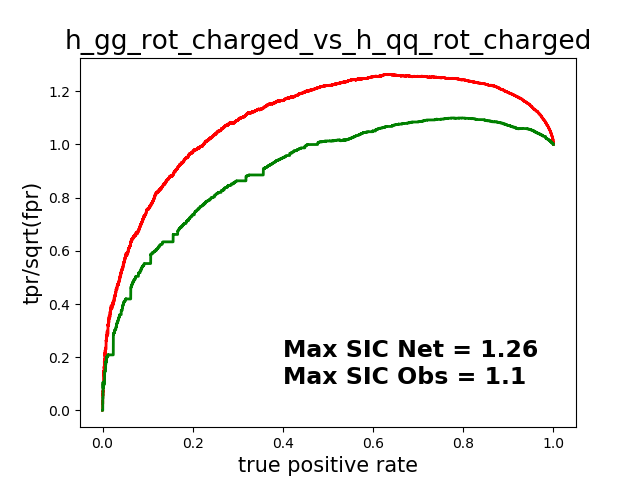 h_gg_rot_charged_vs_h_qq_rot_charged
1.2
1.0
0.8
0.6
0.4
0.2
0.0
tpr/sqrt(fpr)
Max SIC Net = 1.26
Max SIC Obs = 1.1
0.0 0.2 0.4 0.6 0.8 1.0
true positive rate